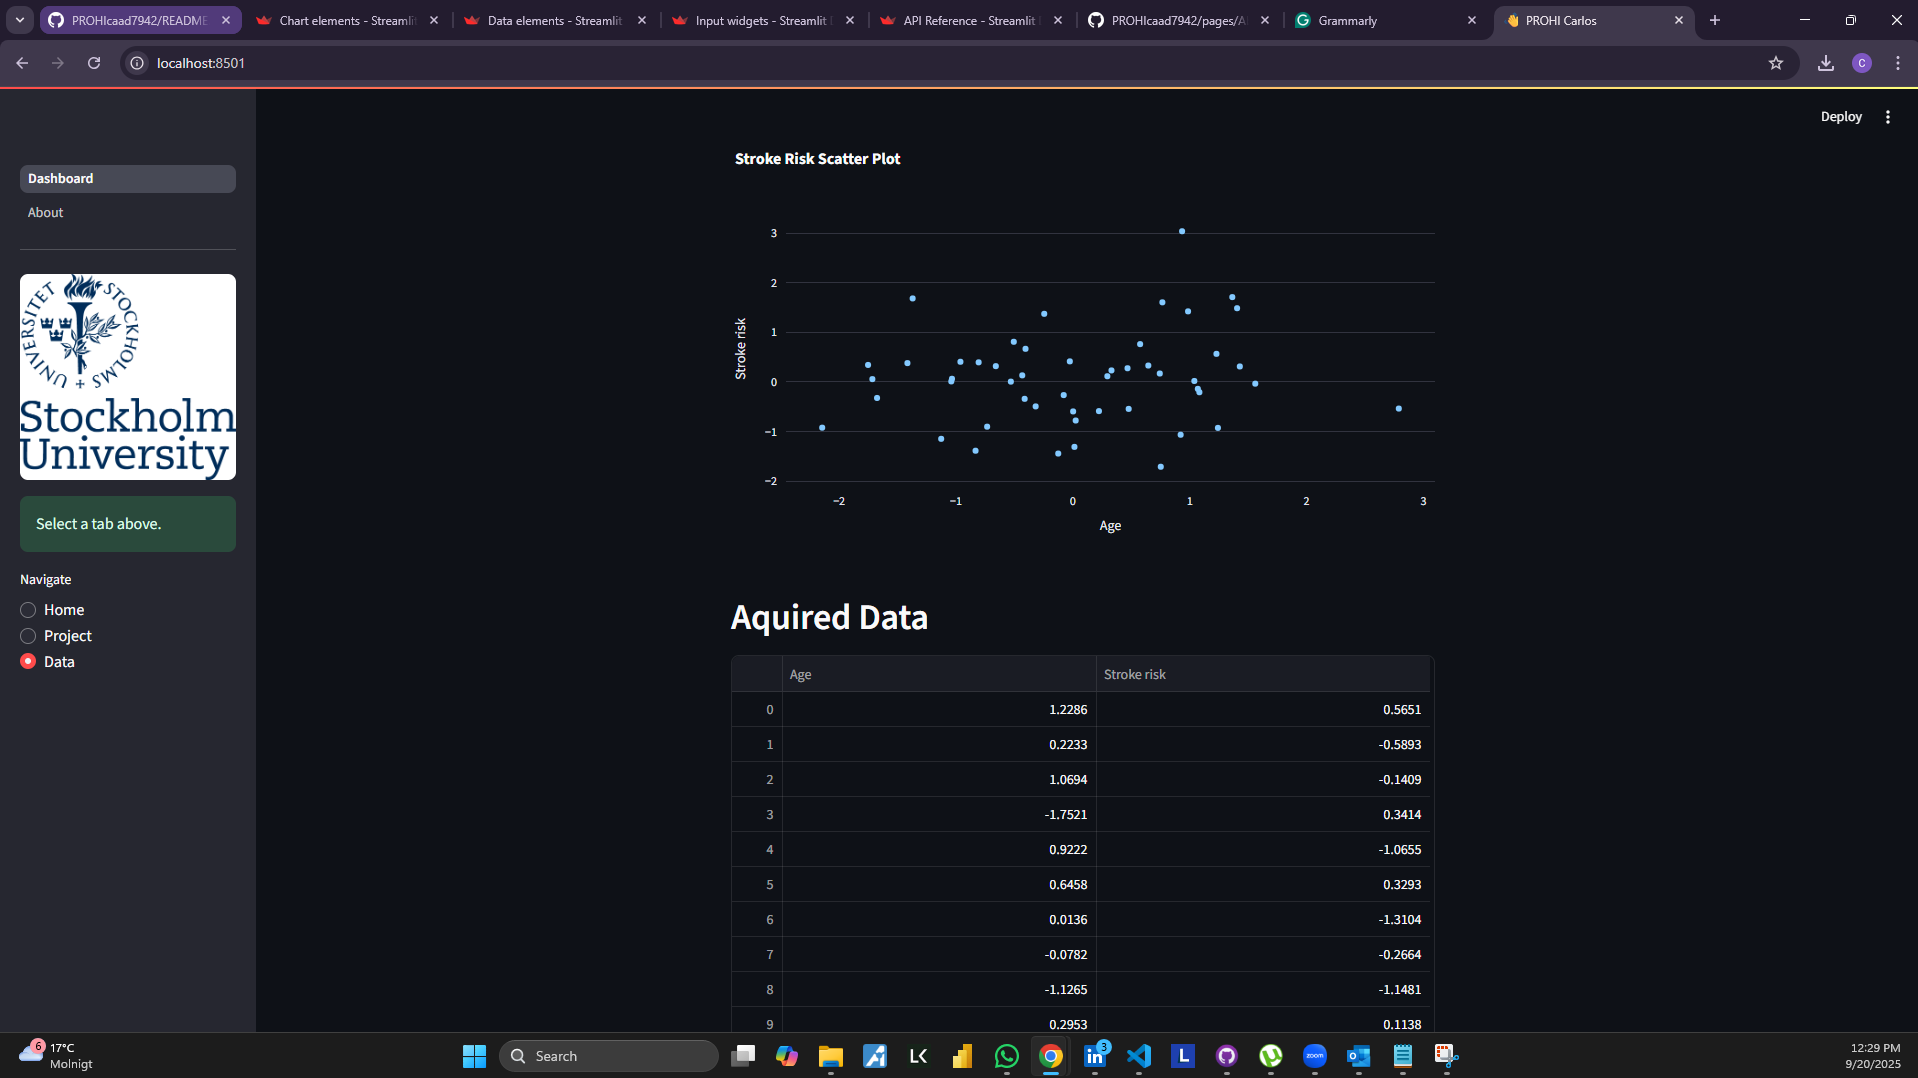 PROHIcaad7942/README
Chart elements - Streamli
Data elements - Streamlit
Input widgets - Streamlit
API Reference - Streamlit
PROHIcaad7942/pages/A
Grammarly
PROHI Carlos
localhost:8501
C
Deploy
Dashboard
About
STOCKHOLMS UNIVERSITET
Stockholm
University
Select a tab above.
Navigate
Home
Project
Data
Stroke Risk Scatter Plot
3
2
1
0
−1
−2
Stroke risk
−2 −1 0 1 2 3
Age
Aquired Data
Age Stroke risk
0 1.2286 0.5651
1 0.2233 -0.5893
2 1.0694 -0.1409
3 -1.7521 0.3414
4 0.9222 -1.0655
5 0.6458 0.3293
6 0.0136 -1.3104
7 -0.0782 -0.2664
8 -1.1265 -1.1481
9 0.2953 0.1138
6
17°C
Molnigt
Search
LK
3
L
zoom
12:29 PM
9/20/2025